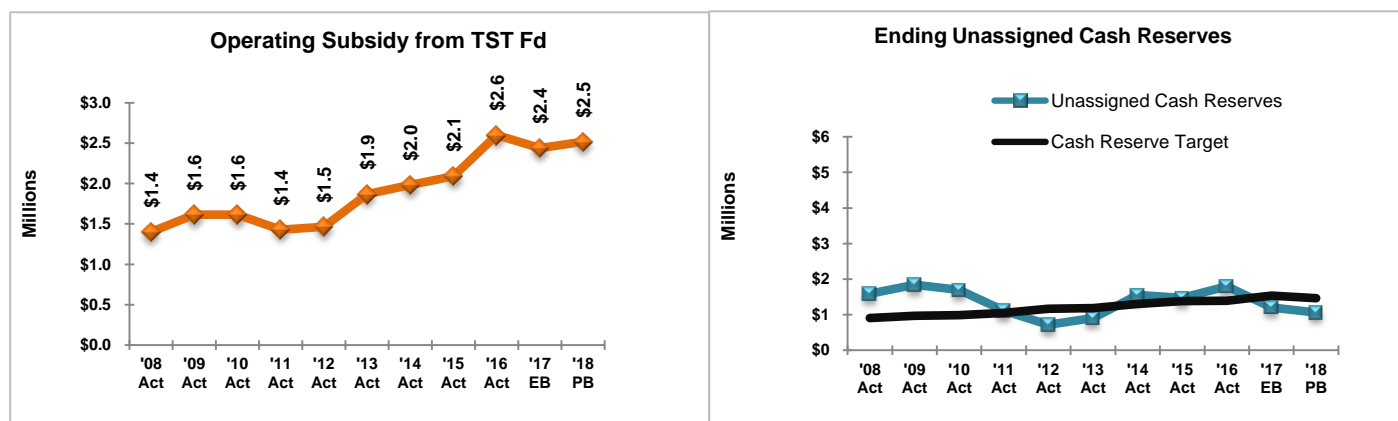 Operating Subsidy from TST Fd
Millions
$3.0
$2.5
$2.0
$1.5
$1.0
$0.5
$0.0
$1.4
$1.6
$1.6
$1.4
$1.5
$1.9
$2.0
$2.1
$2.6
$2.4
$2.5
'08 '09 '10 '11 '12 '13 '14 '15 '16 '17 '18
Act Act Act Act Act Act Act Act Act EB PB
Ending Unassigned Cash Reserves
Unassigned Cash Reserves
Cash Reserve Target
Millions
$6
$5
$4
$3
$2
$1
$0
'08 '09 '10 '11 '12 '13 '14 '15 '16 '17 '18
Act Act Act Act Act Act Act Act Act EB PB